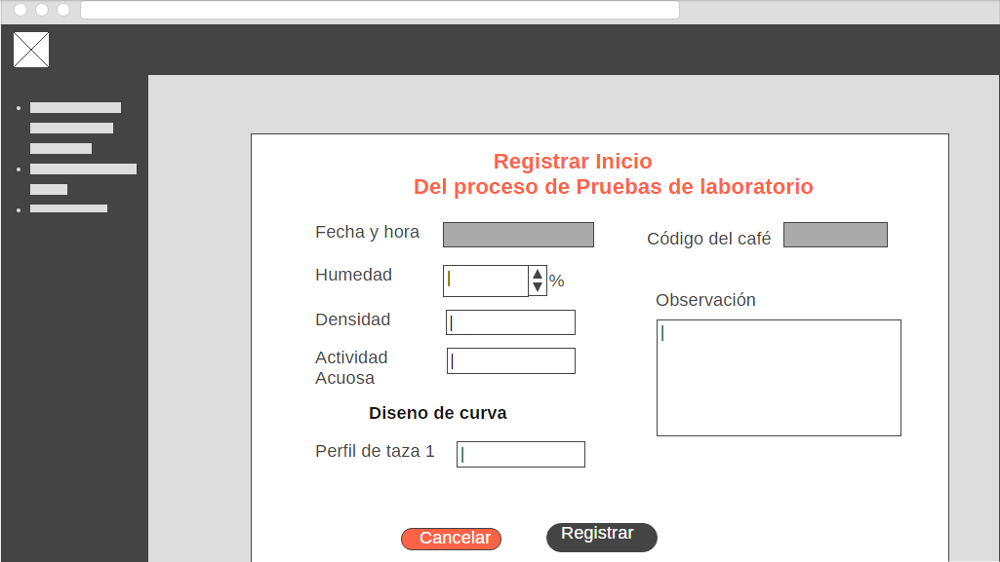 Registrar Inicio
Del proceso de Pruebas de laboratorio
Fecha y hora
Código del café
Humedad
%
Observación
Densidad
Actividad
Acuosa
Diseno de curva
Perfil de taza 1
Cancelar
Registrar